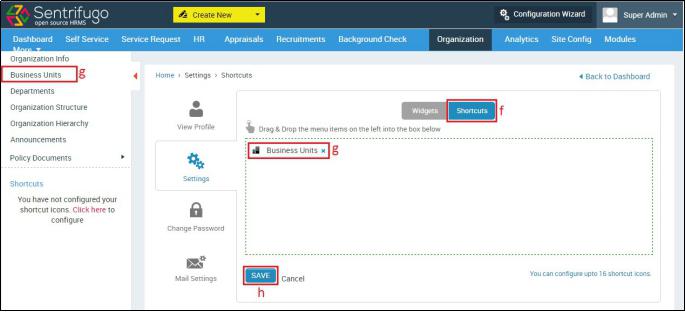 Sentrifugo
open source HRMS
Create New
Configuration Wizard
Super Admin
Dashboard Self Service Service Request HR Appraisals Recruitments Background Check Organization Analytics Site Config Modules
More
Organization Info
Business Units g
Departments
Organization Structure
Organization Hierarchy
Announcements
Policy Documents
Shortcuts
You have not configured your
shortcut icons. Click here to
configure
Home › Settings › Shortcuts
Back to Dashboard
View Profile
Settings
Change Password
Mail Settings
Widgets Shortcuts f
Drag & Drop the menu items on the left into the box below
Business Units × g
SAVE Cancel
h
You can configure upto 16 shortcut icons.